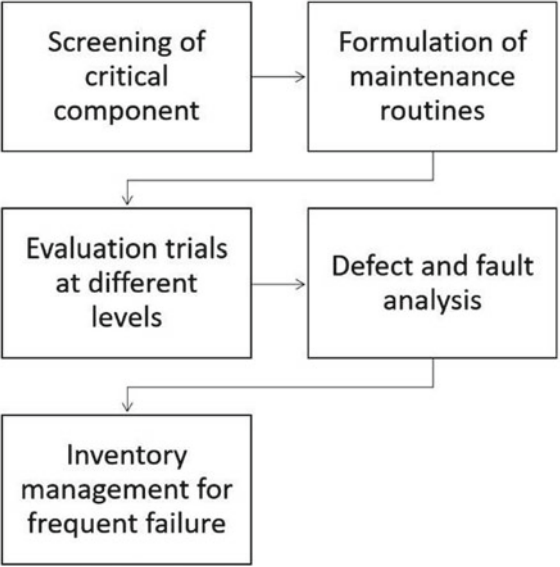 Screening of
critical
component
Formulation of
maintenance
routines
Evaluation trials
at different
levels
Defect and fault
analysis
Inventory
management for
frequent failure